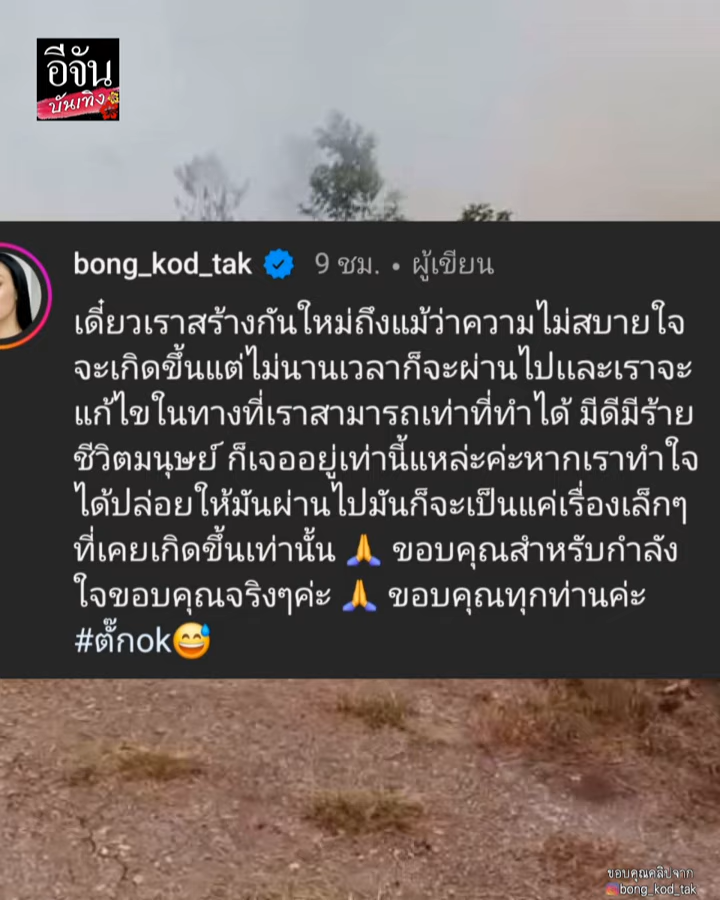 อีจัน
บันเทิง
bong_kod_tak 9 ชม. • ผู้เขียน
เดี๋ยวเราสร้างกันใหม่ถึงแม้ว่าความไม่สบายใจ
จะเกิดขึ้นแต่ไม่นานเวลาก็จะผ่านไปและเราจะ
แก้ไขในทางที่เราสามารถเท่าที่ทำได้ มีดีมีร้าย
ชีวิตมนุษย์ ก็เจออยู่เท่านี้แหล่ะค่ะหากเราทำใจ
ได้ปล่อยให้มันผ่านไปมันก็จะเป็นแค่เรื่องเล็กๆ
ที่เคยเกิดขึ้นเท่านั้น 🙏 ขอบคุณสำหรับกำลัง
ใจขอบคุณจริงๆค่ะ 🙏 ขอบคุณทุกท่านค่ะ
#ตั๊กok😅
ขอบคุณคลิปจาก
bong_kod_tak